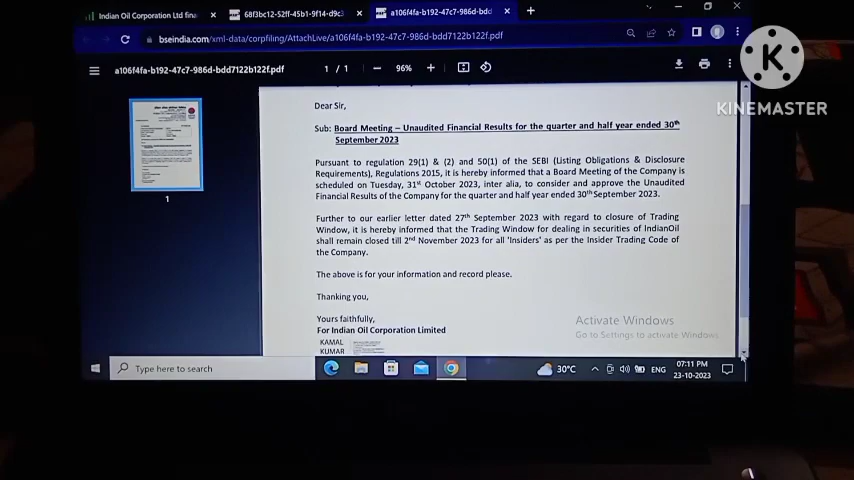 Indian Oil Corporation Ltd fina
68f3bc12-52ff-45b1-9f14-d9c3
a106f4fa-b192-47c7-986d-bdd
bseindia.com/xml-data/corpfiling/AttachLive/a106f4fa-b192-47c7-986d-bdd7122b122f.pdf
a106f4fa-b192-47c7-986d-bdd7122b122f.pdf
1 / 1
96%
K
KINEMASTER
1
Dear Sir,
Sub: Board Meeting – Unaudited Financial Results for the quarter and half year ended 30th
September 2023
Pursuant to regulation 29(1) & (2) and 50(1) of the SEBI (Listing Obligations & Disclosure
Requirements), Regulations 2015, it is hereby informed that a Board Meeting of the Company is
scheduled on Tuesday, 31st October 2023, inter alia, to consider and approve the Unaudited
Financial Results of the Company for the quarter and half year ended 30th September 2023.
Further to our earlier letter dated 27th September 2023 with regard to closure of Trading
Window, it is hereby informed that the Trading Window for dealing in securities of IndianOil
shall remain closed till 2nd November 2023 for all 'Insiders' as per the Insider Trading Code of
the Company.
The above is for your information and record please.
Thanking you,
Yours faithfully,
For Indian Oil Corporation Limited
KAMAL
KUMAR
Activate Windows
Go to Settings to activate Windows.
Type here to search
30°C
ENG
07:11 PM
23-10-2023